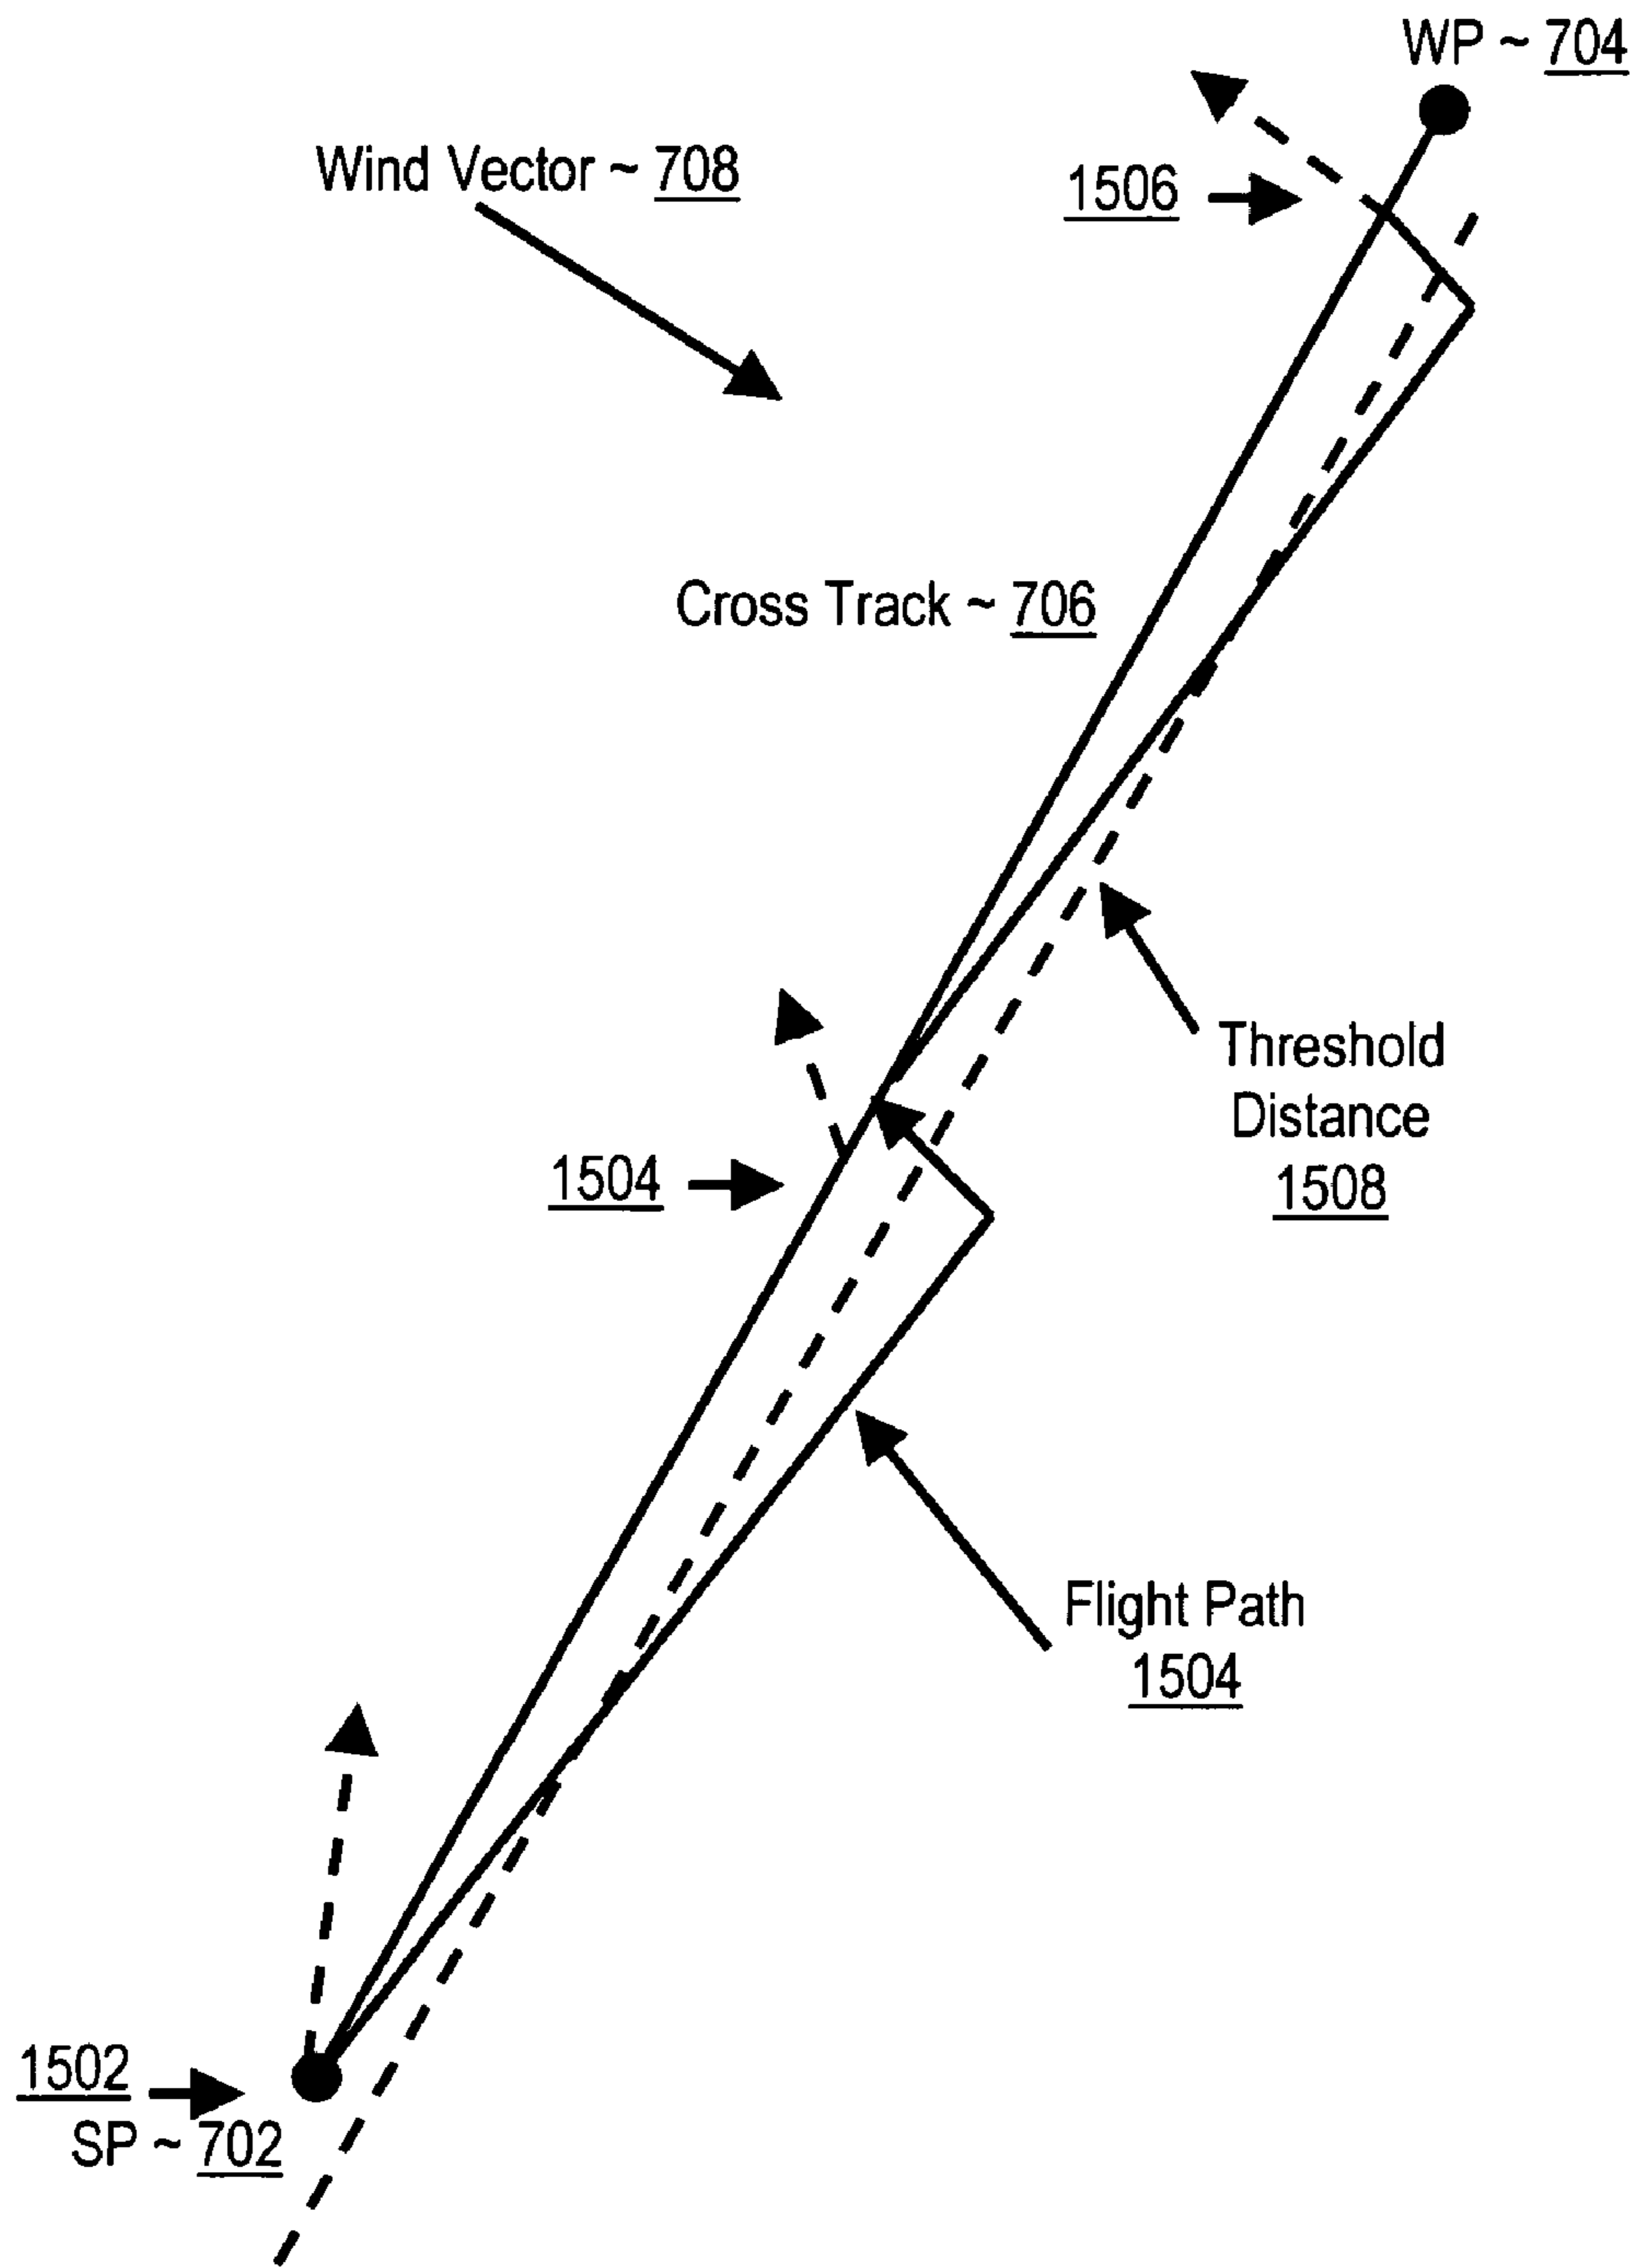 WP ~ 704
Wind Vector ~ 708
1506
Cross Track ~ 706
Threshold
Distance
1508
1504
Flight Path
1504
1502
SP ~ 702